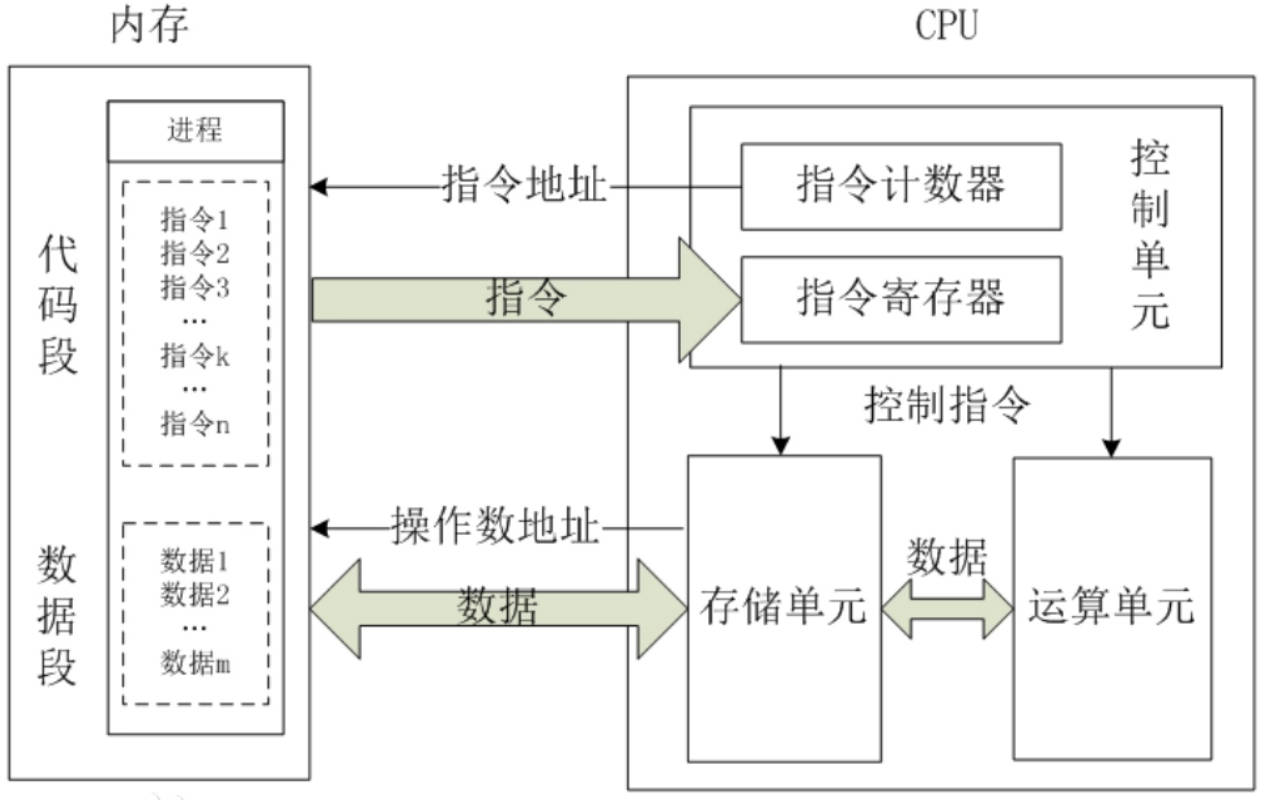 内存
CPU
进程
指令1
指令2
指令3
...
指令k
...
指令n
代码段
数据1
数据2
...
数据m
数据段
指令地址
指令
操作数地址
数据
指令计数器
指令寄存器
控制单元
控制指令
存储单元
数据
运算单元